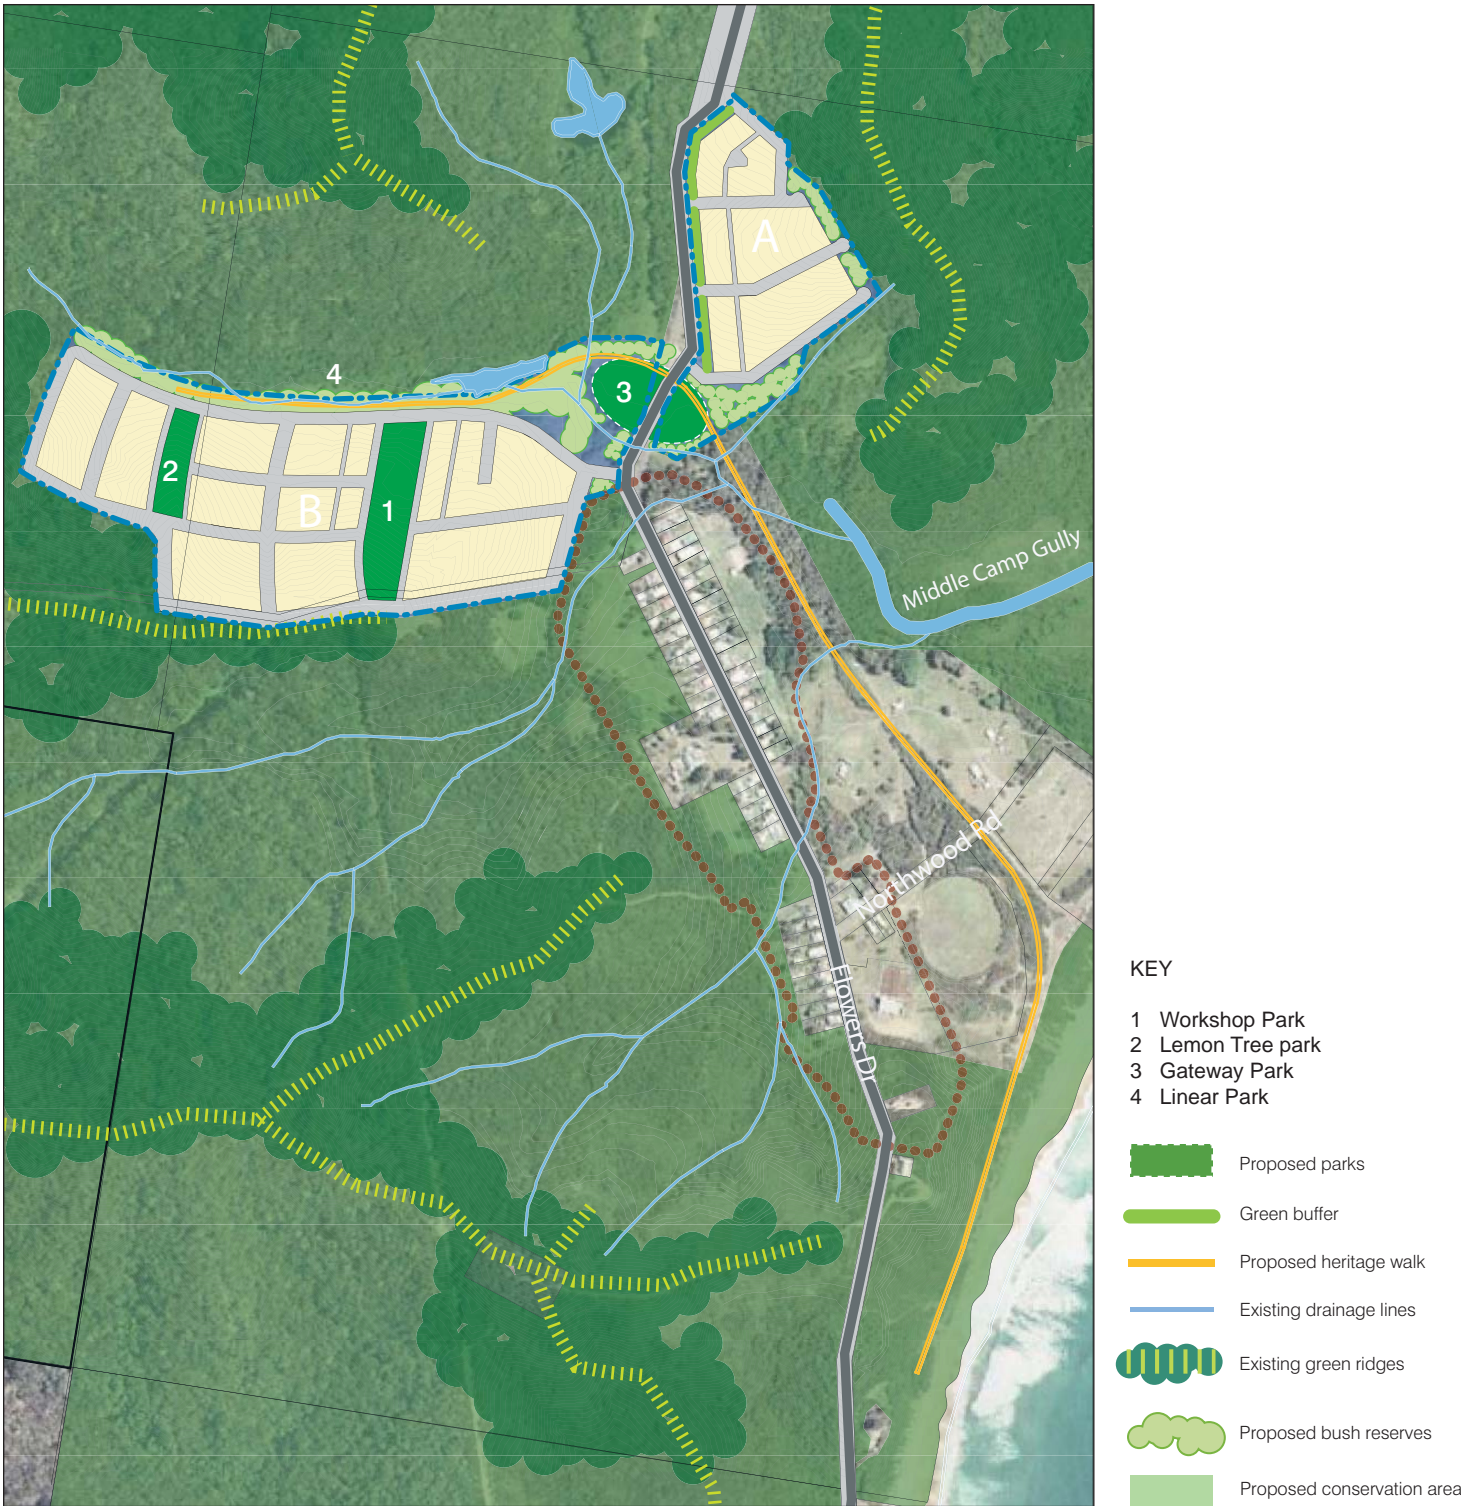 A
4
3
2
B
1
Middle Camp Gully
Northwood Rd
Flowers Dr
KEY
1 Workshop Park
2 Lemon Tree park
3 Gateway Park
4 Linear Park
Proposed parks
Green buffer
Proposed heritage walk
Existing drainage lines
Existing green ridges
Proposed bush reserves
Proposed conservation area